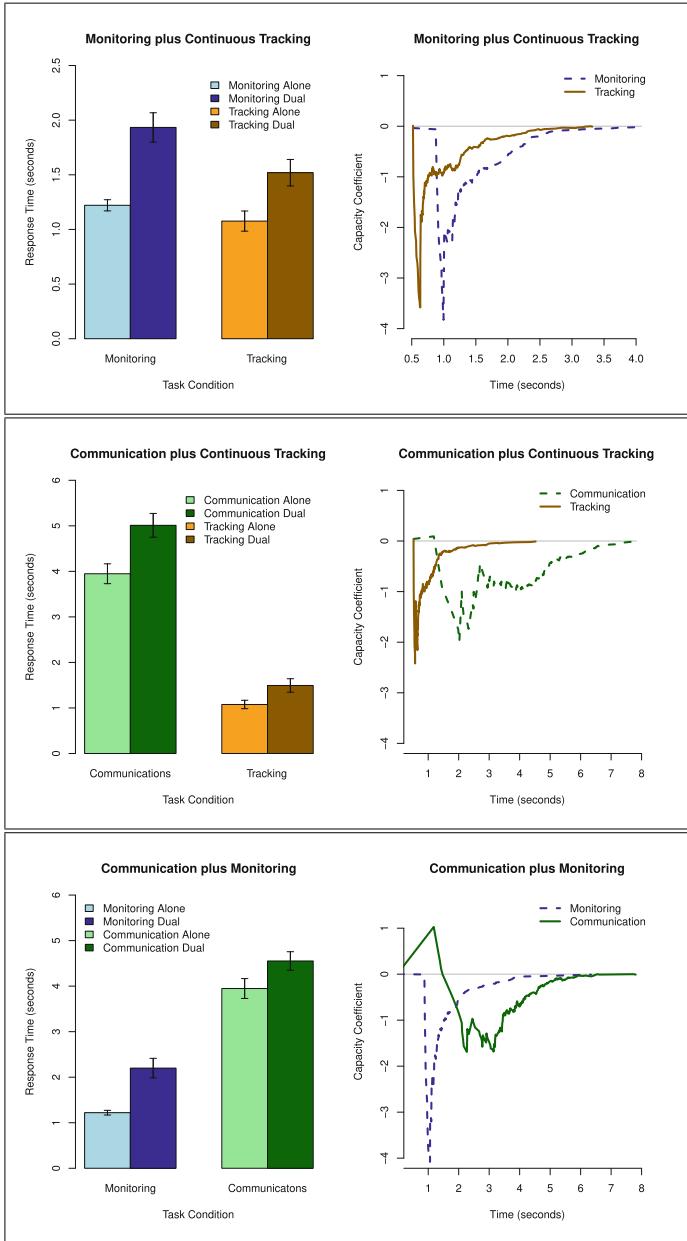 Monitoring plus Continuous Tracking
Response Time (seconds)
2.5
2.0
1.5
1.0
0.5
0.0
Monitoring Alone
Monitoring Dual
Tracking Alone
Tracking Dual
Monitoring
Tracking
Task Condition
Monitoring plus Continuous Tracking
Capacity Coefficient
1
0
−1
−2
−3
−4
Monitoring
Tracking
0.5 1.0 1.5 2.0 2.5 3.0 3.5 4.0
Time (seconds)
Communication plus Continuous Tracking
Response Time (seconds)
6
5
4
3
2
1
0
Communication Alone
Communication Dual
Tracking Alone
Tracking Dual
Communications
Tracking
Task Condition
Communication plus Continuous Tracking
Capacity Coefficient
1
0
−1
−2
−3
−4
Communication
Tracking
1 2 3 4 5 6 7 8
Time (seconds)
Communication plus Monitoring
Response Time (seconds)
6
5
4
3
2
1
0
Monitoring Alone
Monitoring Dual
Communication Alone
Communication Dual
Monitoring
Communicatons
Task Condition
Communication plus Monitoring
Capacity Coefficient
1
0
−1
−2
−3
−4
Monitoring
Communication
1 2 3 4 5 6 7 8
Time (seconds)